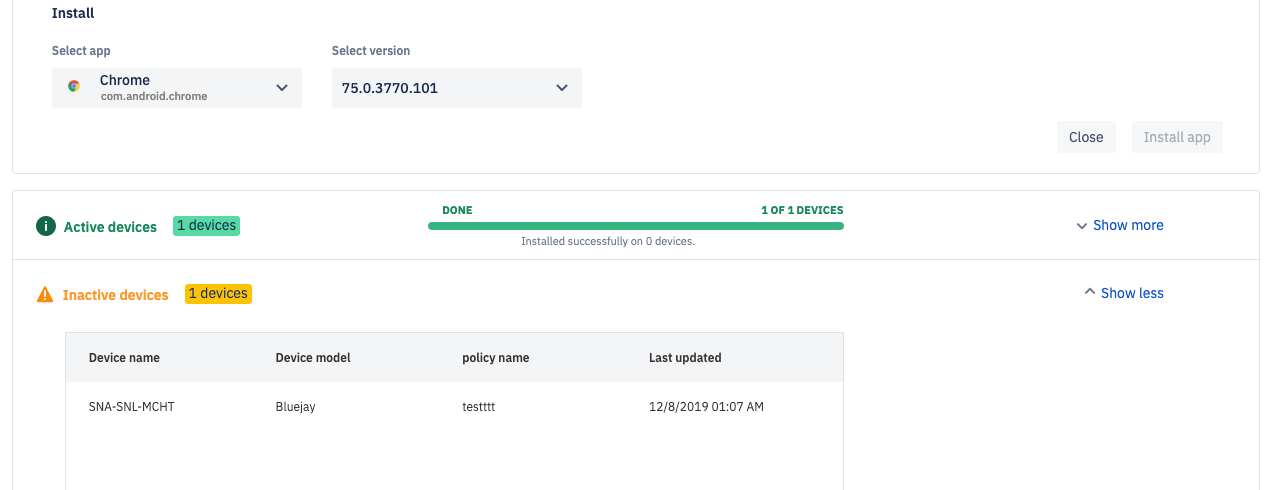 Install
Select app
Select version
Chrome
com.android.chrome
75.0.3770.101
Close
Install app
Active devices
1 devices
DONE
1 OF 1 DEVICES
Installed successfully on 0 devices.
Show more
Inactive devices
1 devices
Show less
Device name Device model policy name Last updated
SNA-SNL-MCHT Bluejay testttt 12/8/2019 01:07 AM